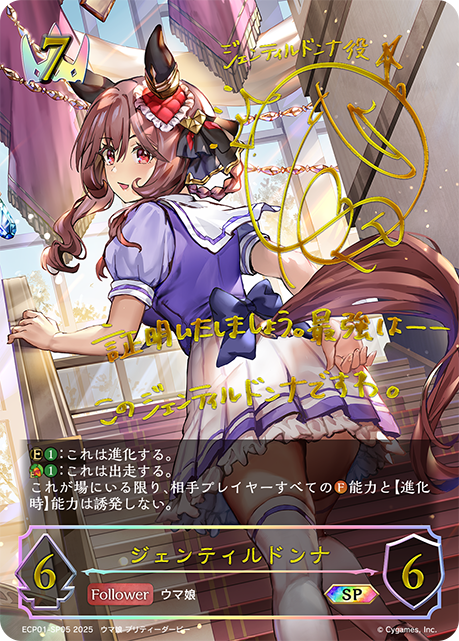 7
ジェンティルドンナ役
証明いたしましょう。最強は――
このジェンティルドンナですわ。
E 1：これは進化する。
1：これは出走する。
これが場にいる限り、相手プレイヤーすべてのF能力と【進化
時】能力は誘発しない。
ジェンティルドンナ
6
Follower ウマ娘
SP
6
ECP01-SP05 2025 ウマ娘 プリティーダービー
© Cygames, Inc.